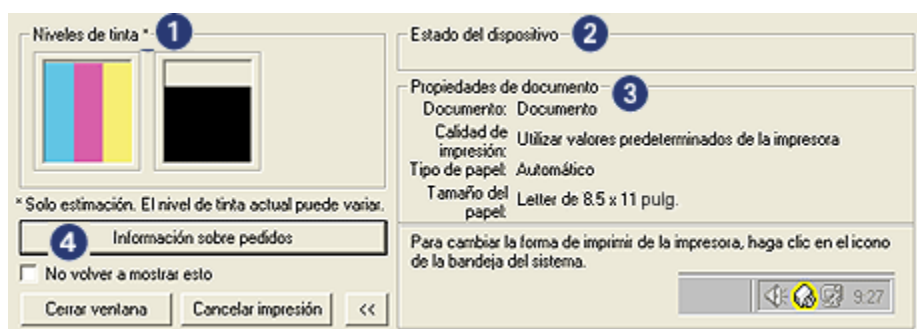 Niveles de tinta *
1
* Solo estimación. El nivel de tinta actual puede variar.
4
Información sobre pedidos
No volver a mostrar esto
Cerrar ventana
Cancelar impresión
<<
Estado del dispositivo
2
Propiedades de documento
3
Documento: Documento
Calidad de
impresión: Utilizar valores predeterminados de la impresora
Tipo de papel: Automático
Tamaño del
papel: Letter de 8.5 x 11 pulg.
Para cambiar la forma de imprimir de la impresora, haga clic en el icono
de la bandeja del sistema.
9:27